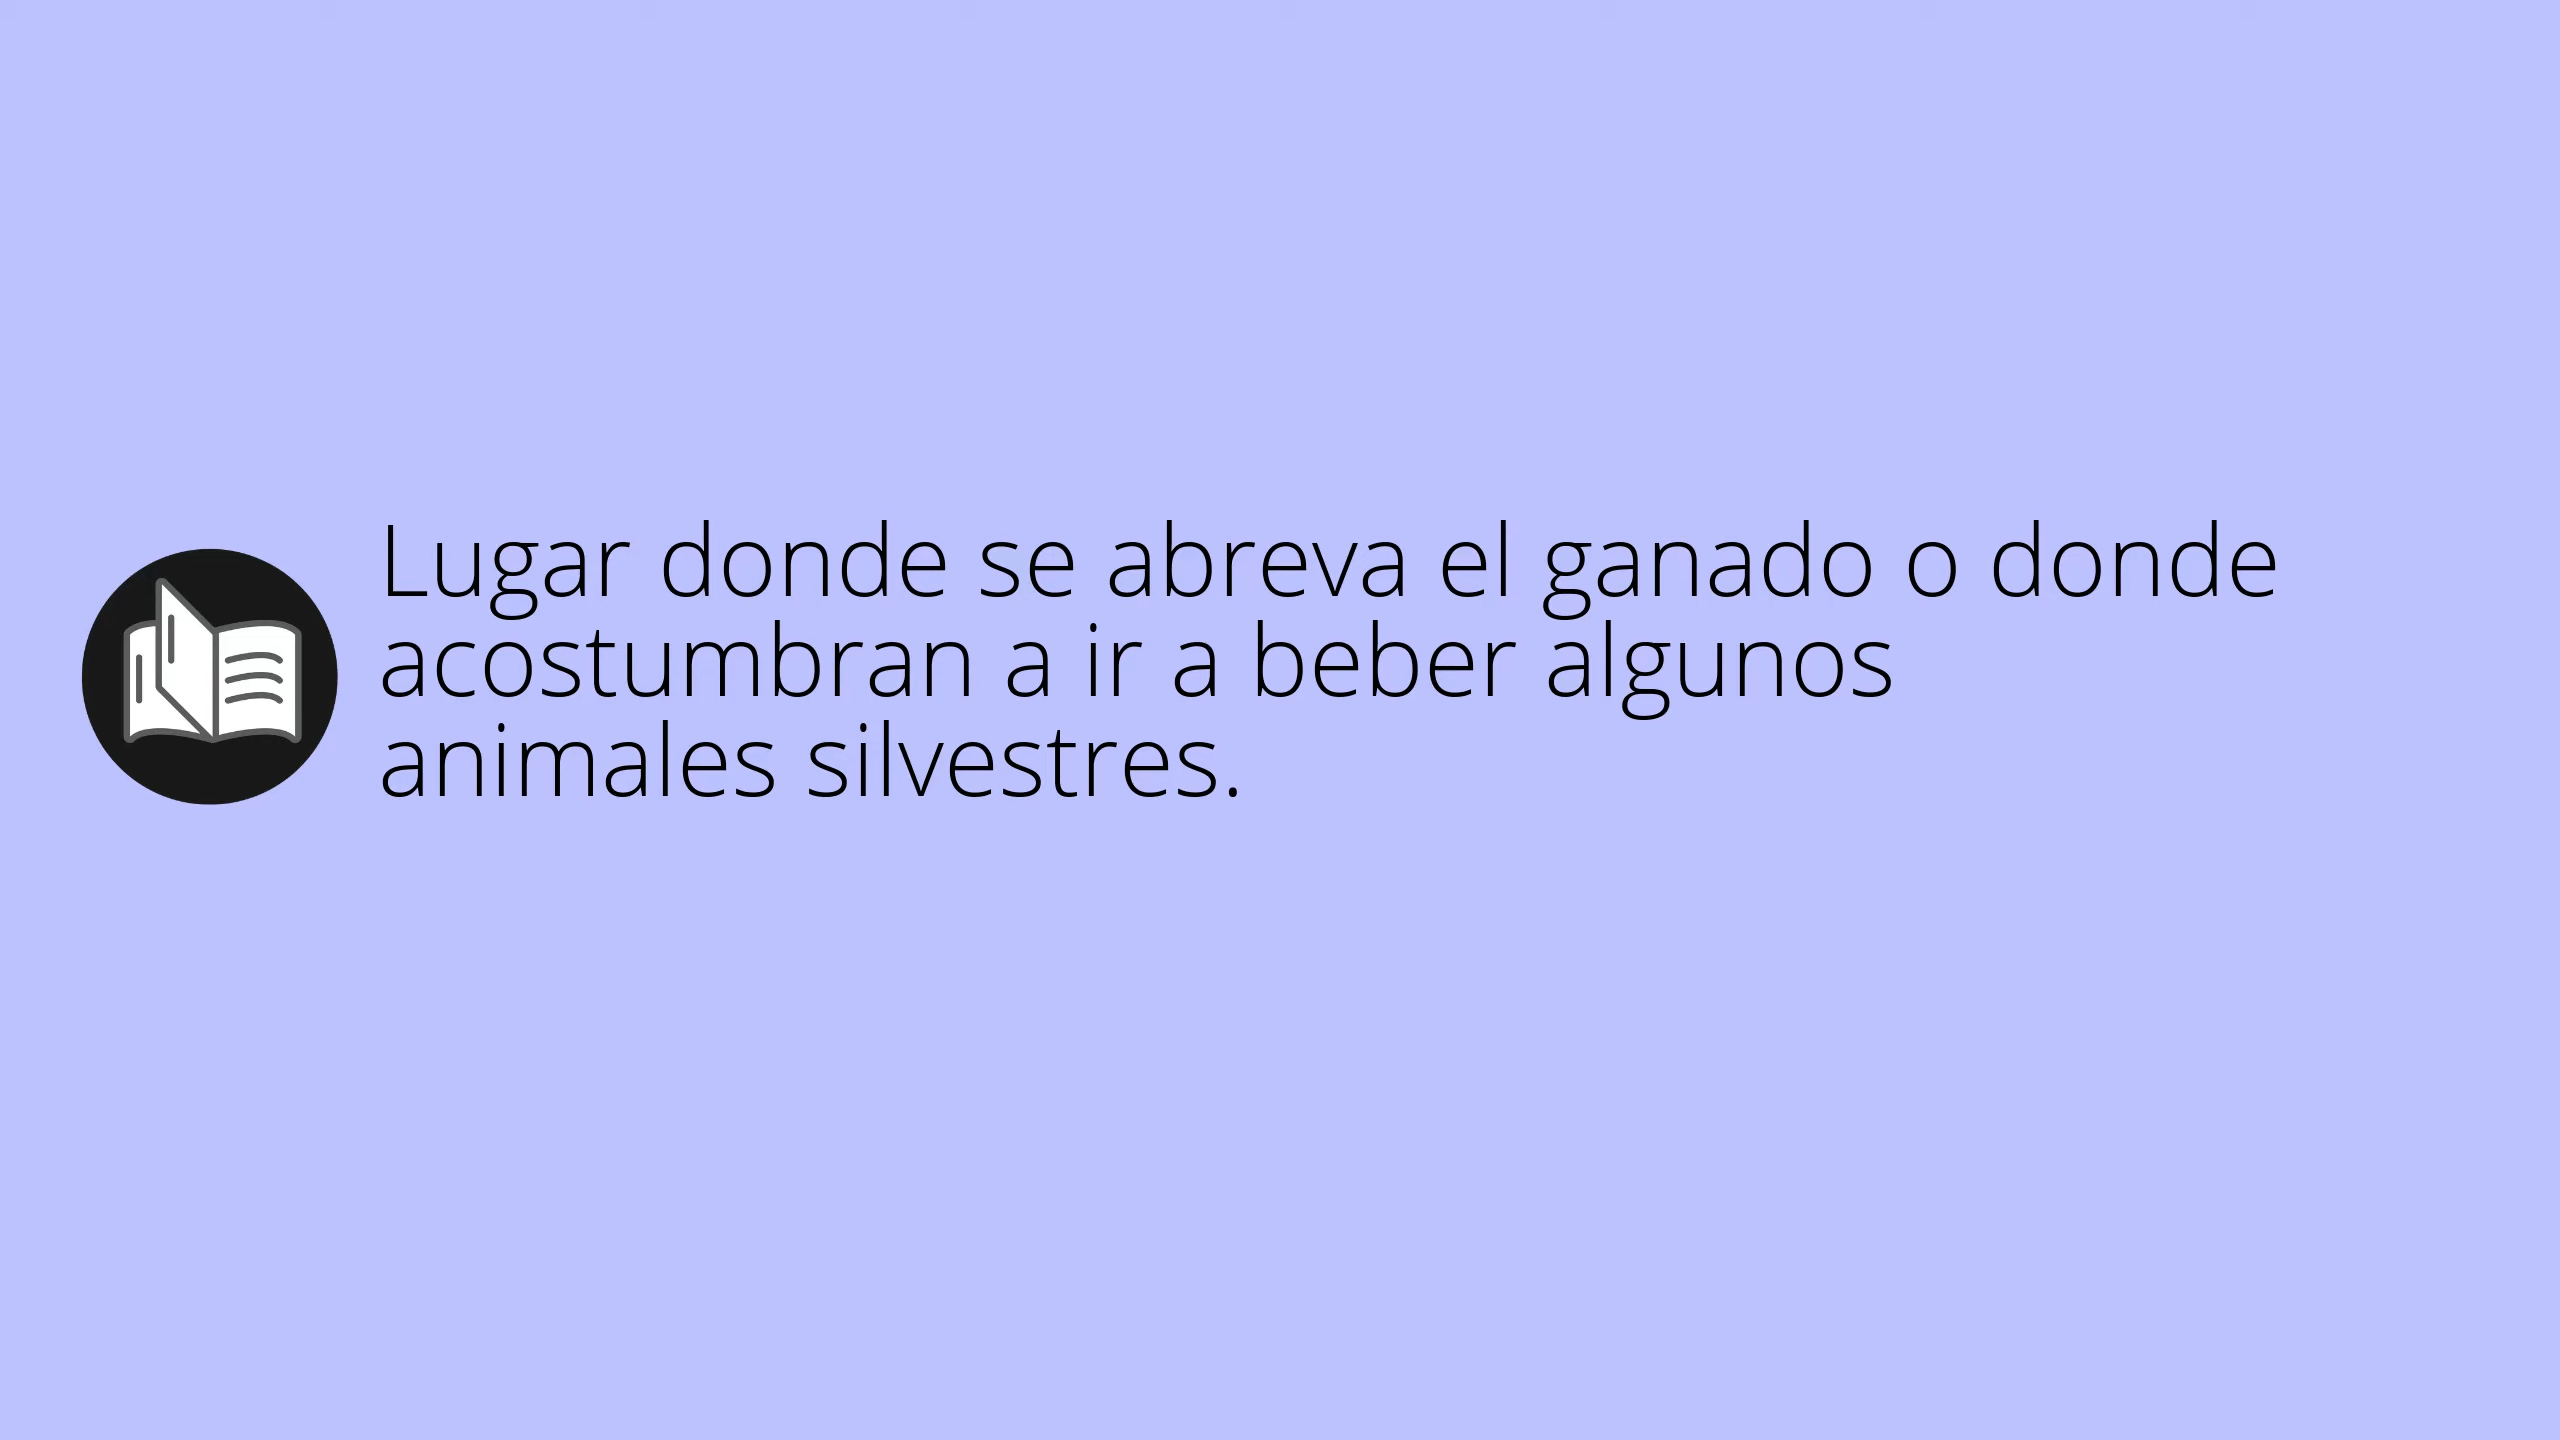 Lugar donde se abreva el ganado o donde
acostumbran a ir a beber algunos
animales silvestres.